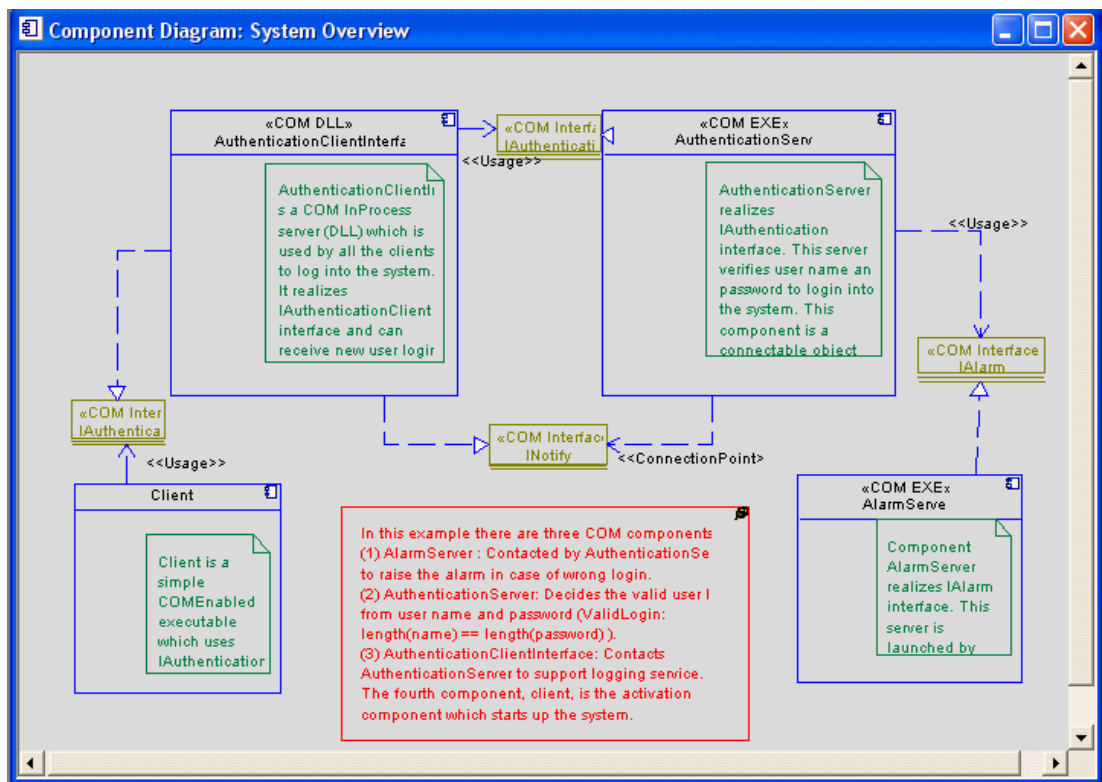 Component Diagram: System Overview
«COM DLL»
AuthenticationClientInterfa
<<Usage>>
«COM Interfa
IAuthenticati
«COM EXE»
AuthenticationServ
AuthenticationClientIi
s a COM InProcess
server (DLL) which is
used by all the clients
to log into the system.
It realizes
IAuthenticationClient
interface and can
receive new user login
AuthenticationServer
realizes
IAuthentication
interface. This server
verifies user name an
password to login into
the system. This
component is a
connectable object
<<Usage>>
«COM Interface
IAlarm
«COM Inter
IAuthentica
<<Usage>>
«COM Interface
INotify
<<ConnectionPoint>
Client
Client is a
simple
COMEnabled
executable
which uses
IAuthentication
In this example there are three COM components
(1) AlarmServer : Contacted by AuthenticationSe
to raise the alarm in case of wrong login.
(2) AuthenticationServer: Decides the valid user l
from user name and password (ValidLogin:
length(name) == length(password) ).
(3) AuthenticationClientInterface: Contacts
AuthenticationServer to support logging service.
The fourth component, client, is the activation
component which starts up the system.
«COM EXE»
AlarmServe
Component
AlarmServer
realizes IAlarm
interface. This
server is
launched by